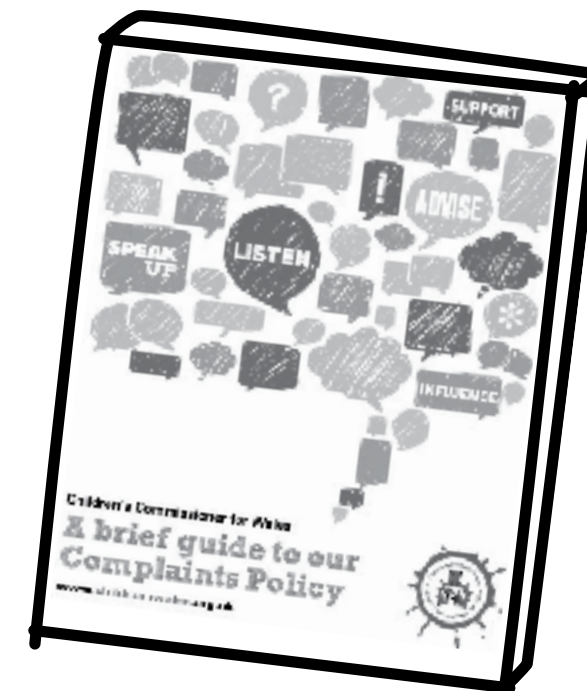 ?
SUPPORT
!
ADVISE
SPEAK
UP
LISTEN
INFLUENCE
Children's Commissioner for Wales
A brief guide to our
Complaints Policy